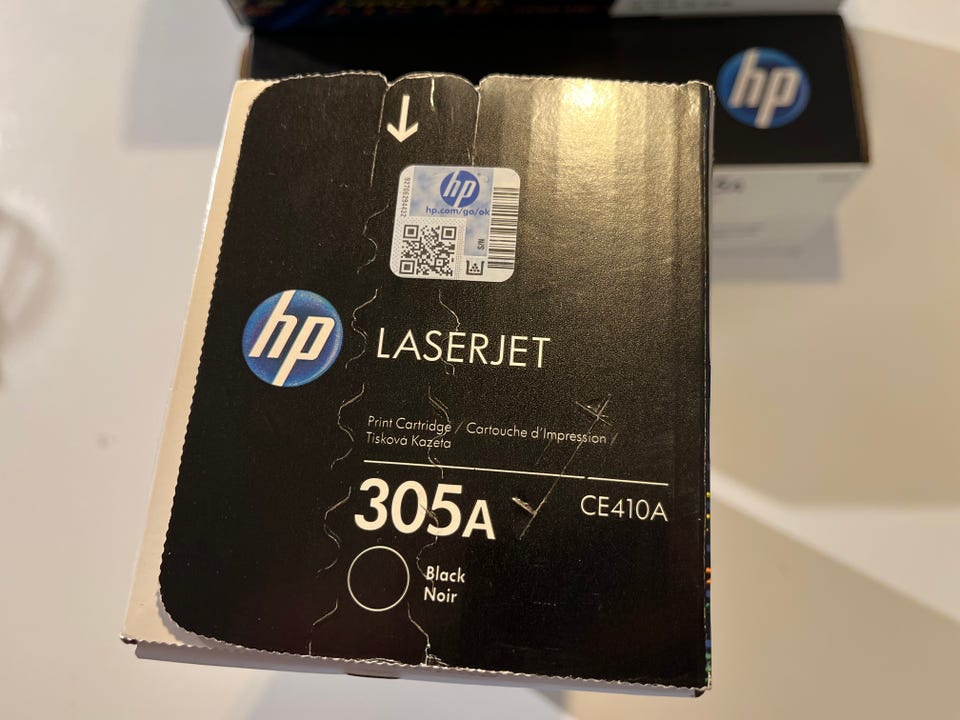 hp
hp
hp.com/go/ok
S/N
hp
LASERJET
Print Cartridge / Cartouche d'Impression /
Tisková Kazeta
305A
CE410A
Black
Noir